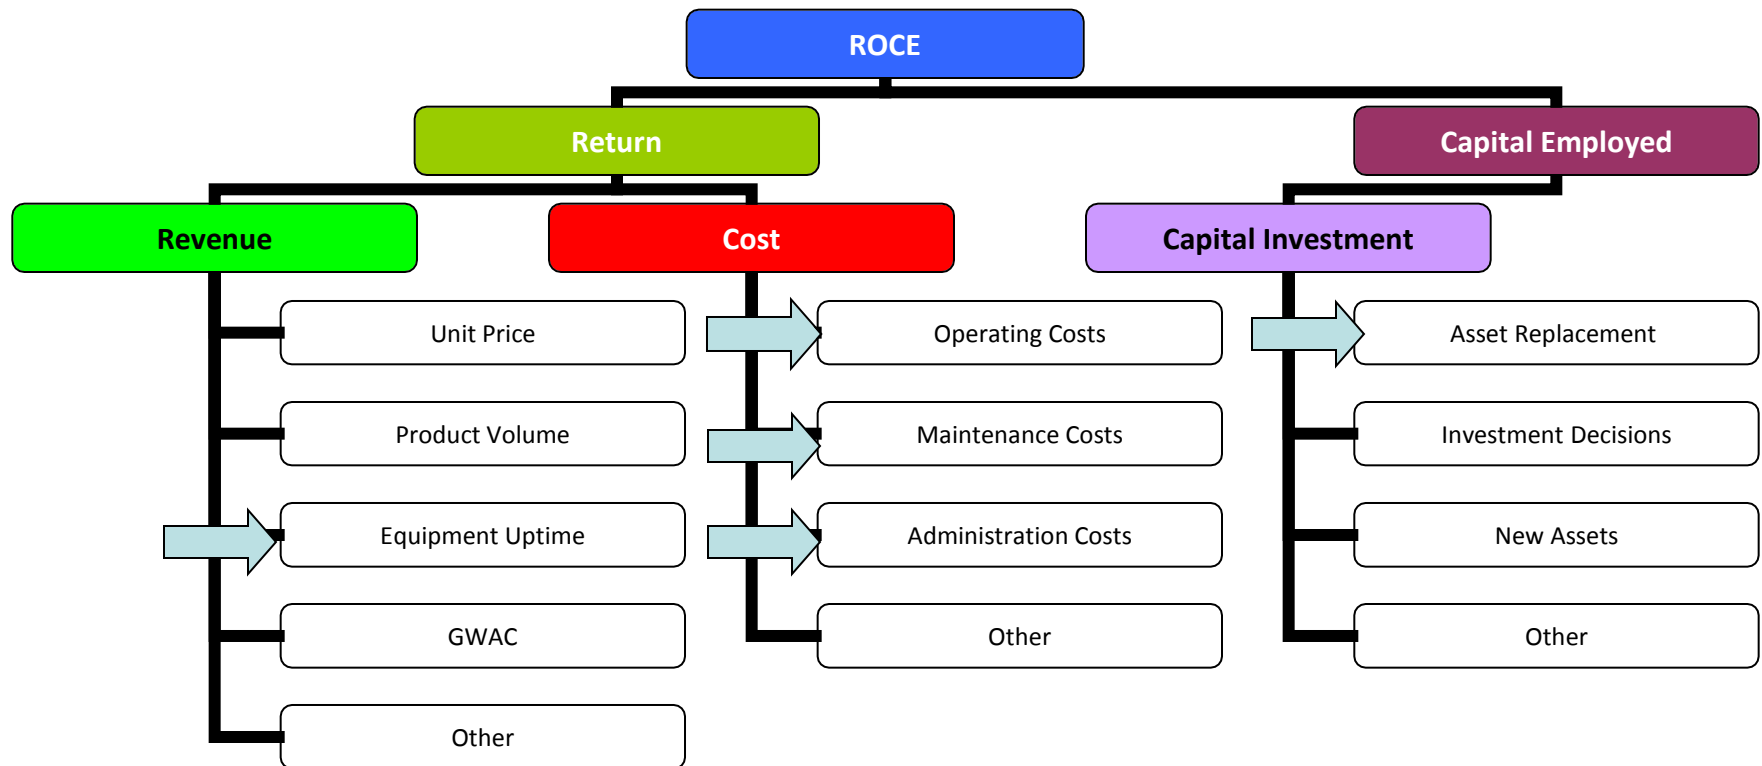 ROCE
Return
Capital Employed
Revenue
Cost
Capital Investment
Unit Price
Operating Costs
Asset Replacement
Product Volume
Maintenance Costs
Investment Decisions
Equipment Uptime
Administration Costs
New Assets
GWAC
Other
Other
Other